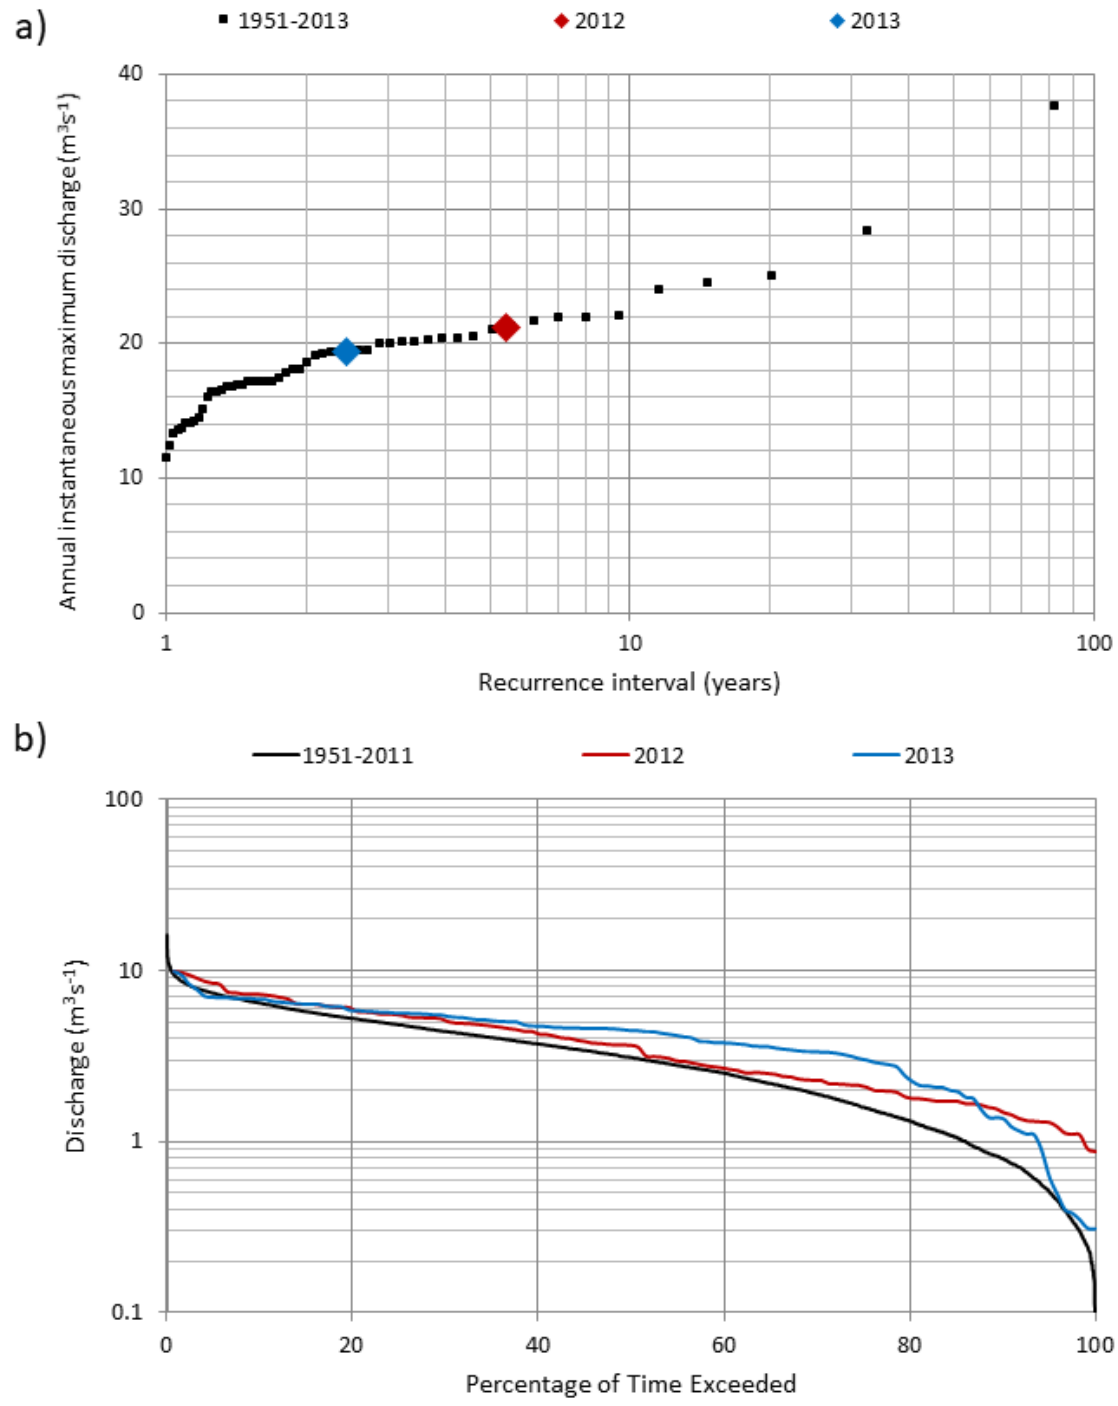 a)
1951-2013 2012 2013
Annual instantaneous maximum discharge (m³s⁻¹)
40
30
20
10
0
1 10 100
Recurrence interval (years)
b)
1951-2011 2012 2013
Discharge (m³s⁻¹)
100
10
1
0.1
0 20 40 60 80 100
Percentage of Time Exceeded